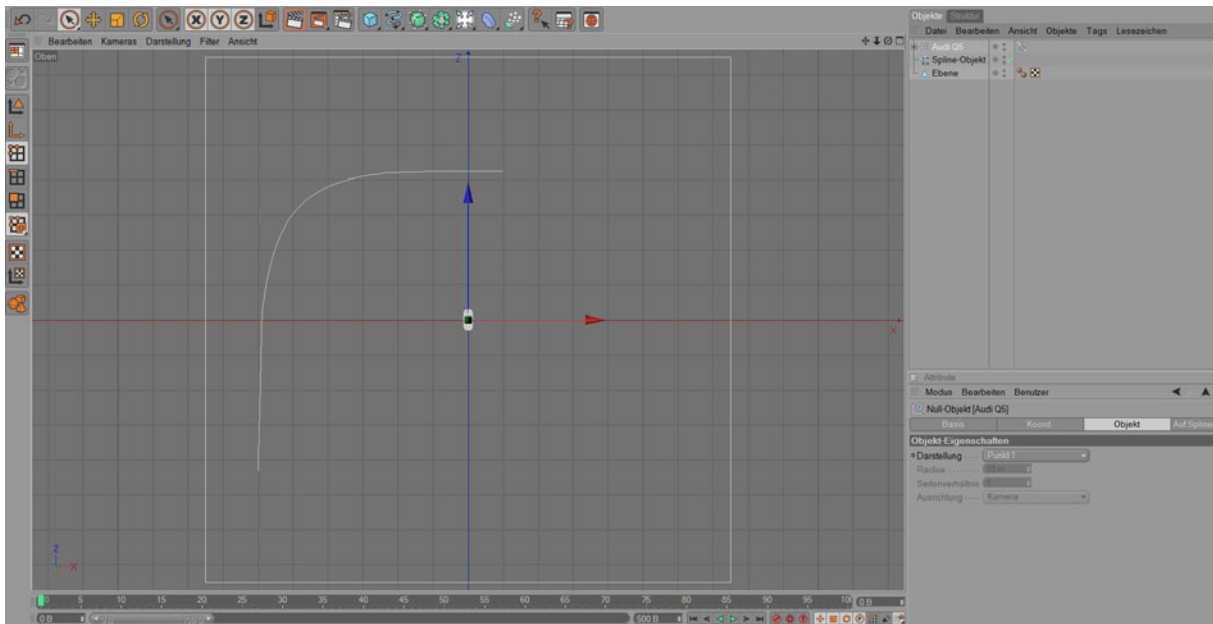 Objekte Struktur
Datei Bearbeiten Ansicht Objekte Tags Lesezeichen
Bearbeiten Kameras Darstellung Filter Ansicht
Oben
Z
X
Audi Q5
Spline-Objekt
Ebene
Attribute
Modus Bearbeiten Benutzer
Null-Objekt [Audi Q5]
Basis Koord. Objekt Auf Spline
Objekt-Eigenschaften
Darstellung . . . . Punkt 1
Radius . . . . . . . .
Seitenverhältnis
Ausrichtung . . . . Kamera
Z
X
0 5 10 15 20 25 30 35 40 45 50 55 60 65 70 75 80 85 90 95 100 0 B
0 B 500 B